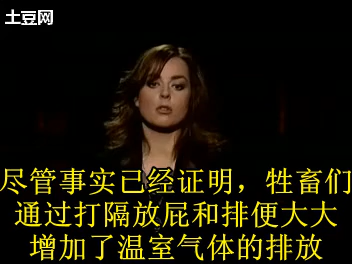 土豆网
尽管事实已经证明，牲畜们
通过打隔放屁和排便大大
增加了温室气体的排放